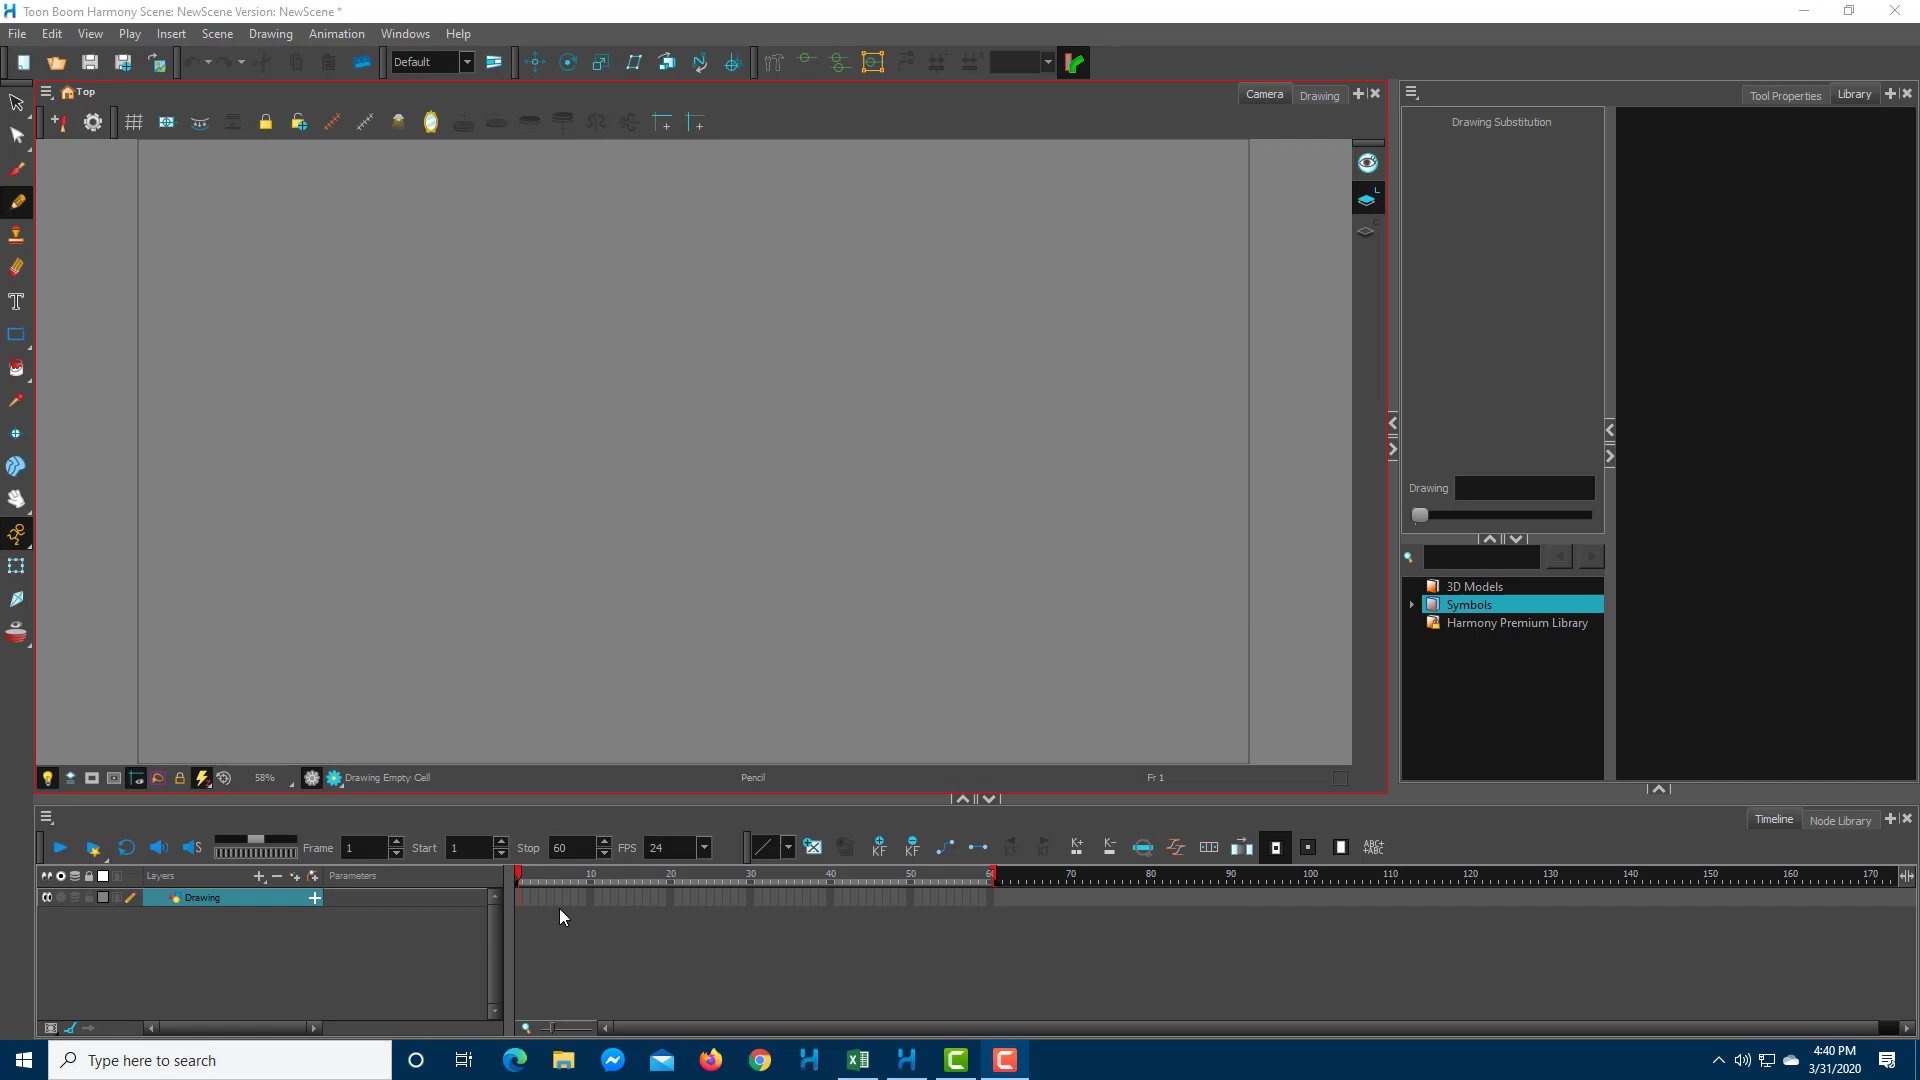 Toon Boom Harmony Scene: NewScene Version: NewScene *
File Edit View Play Insert Scene Drawing Animation Windows Help
Default
Top
Camera Drawing
Tool Properties Library
Drawing Substitution
Drawing
3D Models
Symbols
Harmony Premium Library
58% Drawing Empty Cell Pencil Fr 1
Timeline Node Library
Frame 1 Start 1 Stop 60 FPS 24
Layers Parameters
10 20 30 40 50 60 70 80 90 100 110 120 130 140 150 160 170
Drawing
Type here to search
4:40 PM
3/31/2020